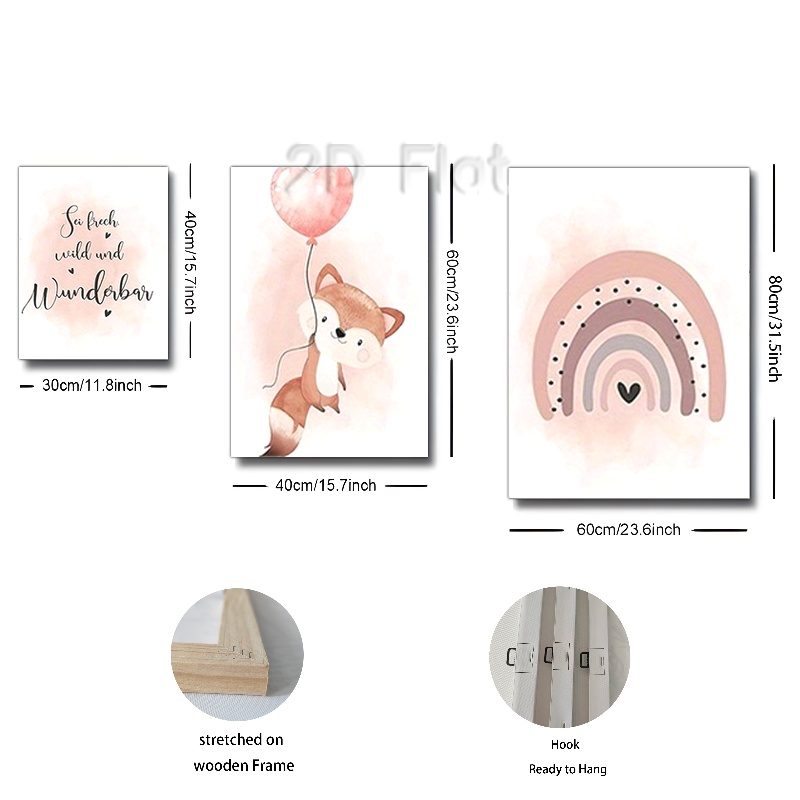 2D Flat
Sei frech,
wild und
Wunderbar
40cm/15.7inch
30cm/11.8inch
60cm/23.6inch
40cm/15.7inch
80cm/31.5inch
60cm/23.6inch
stretched on
wooden Frame
Hook
Ready to Hang